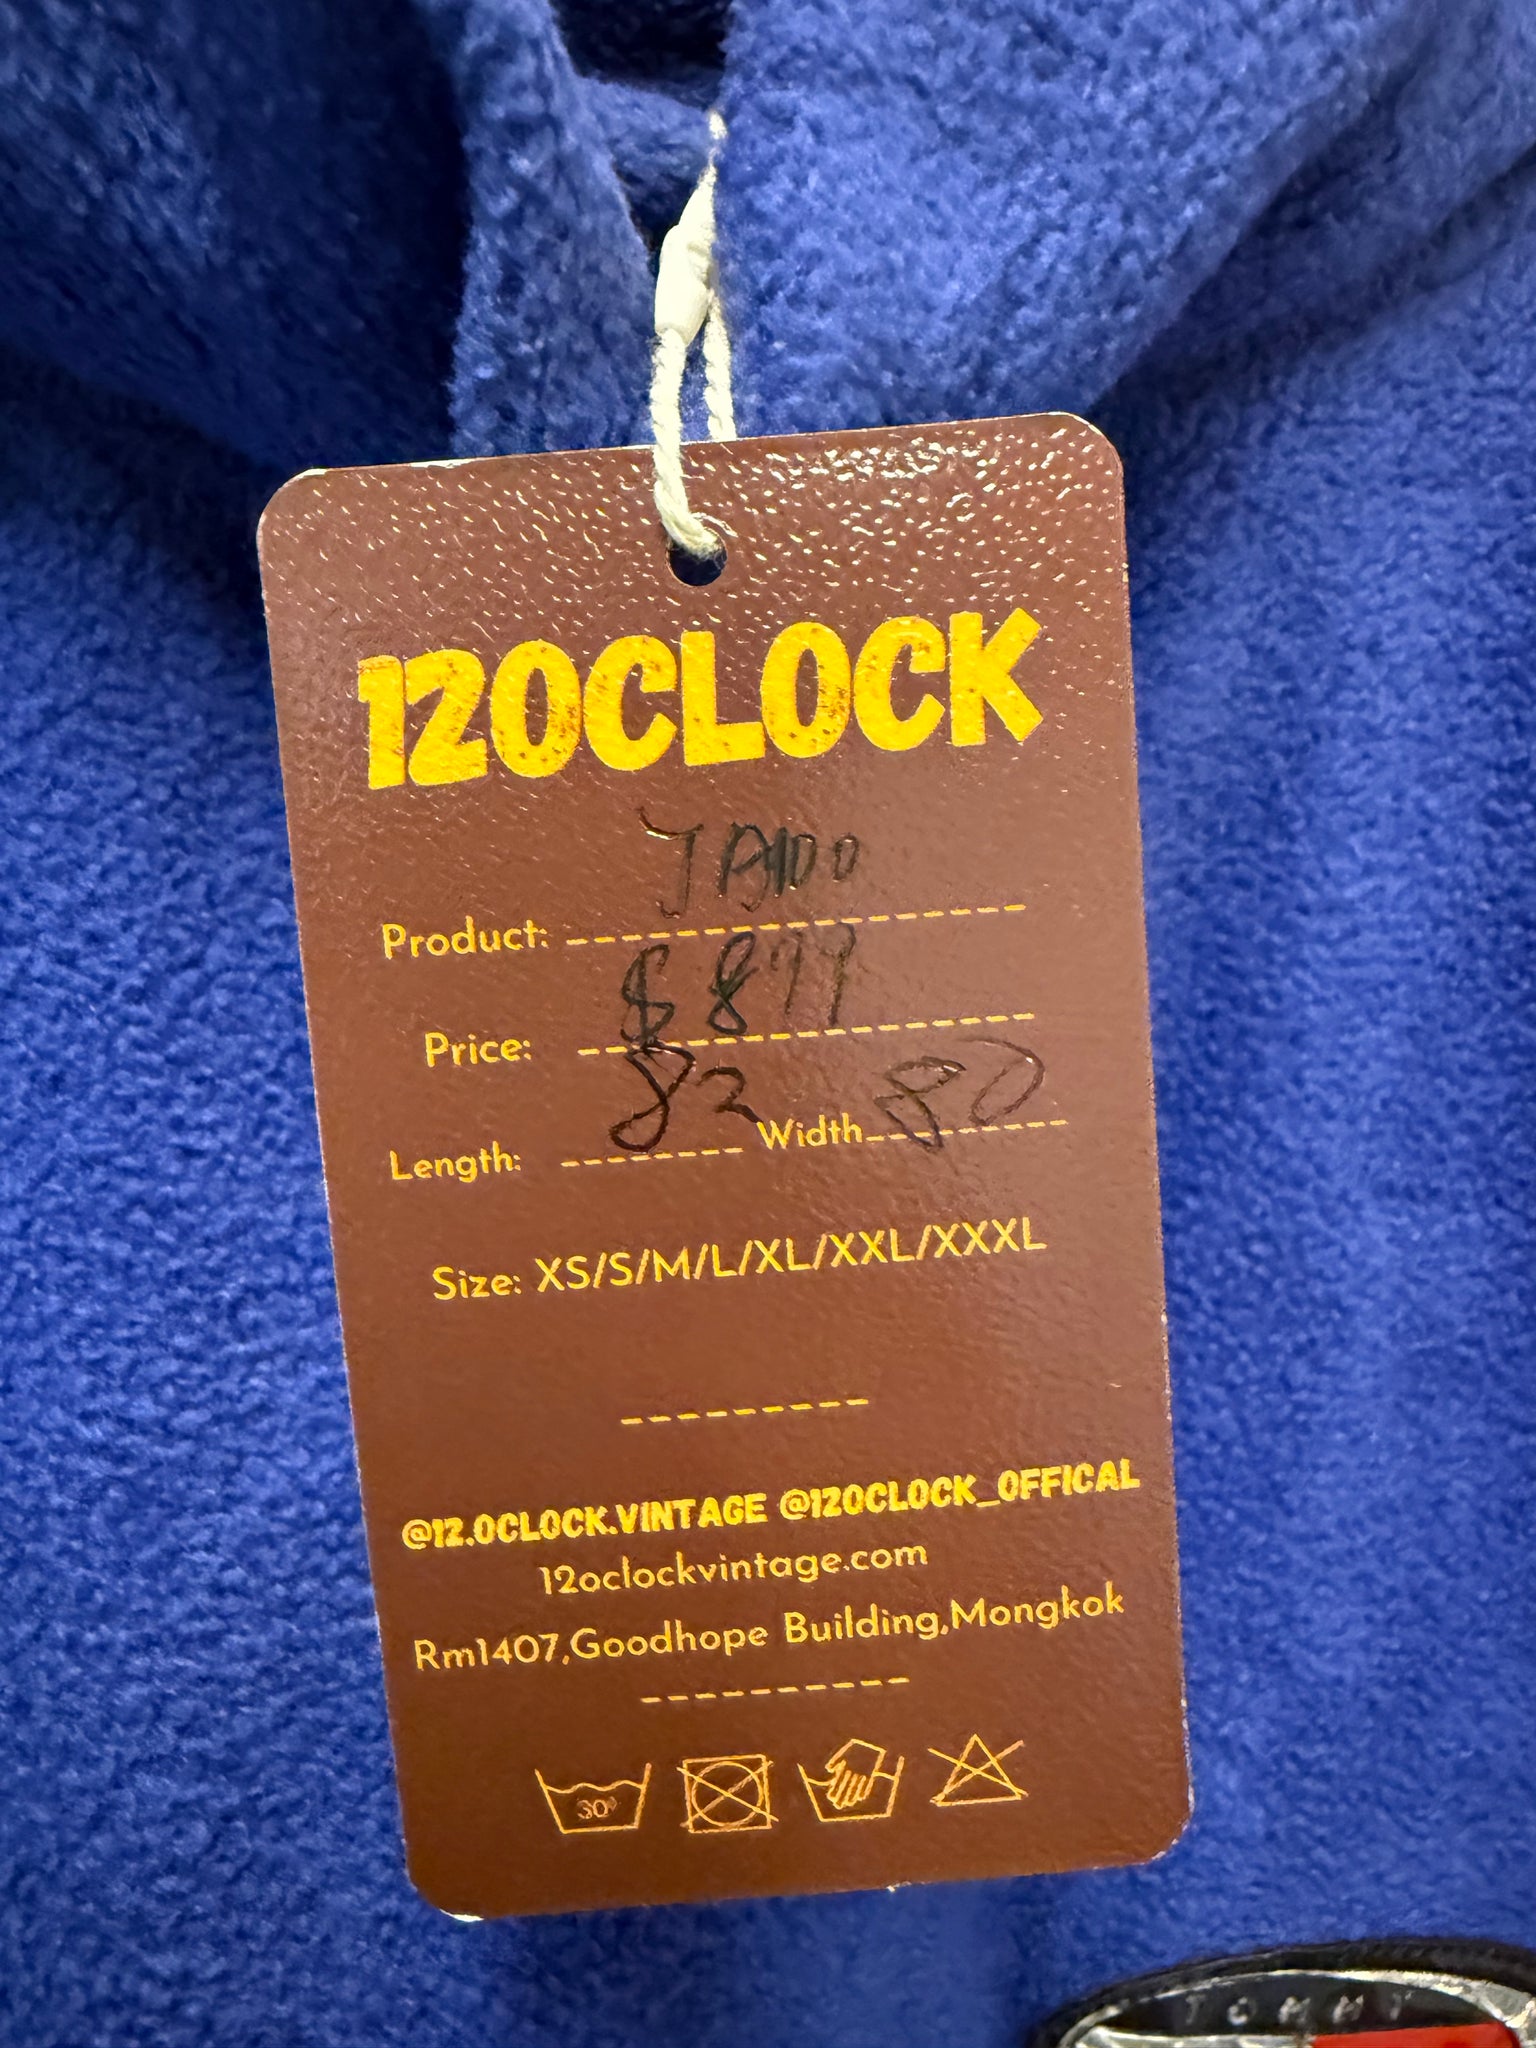 12OCLOCK
Product:
Price: $899
Length: 82 Width 80
Size: XS/S/M/L/XL/XXL/XXXL
@12.OCLOCK.VINTAGE @12OCLOCK_OFFICAL
12oclockvintage.com
Rm1407,Goodhope Building,Mongkok
30°
TOMMY